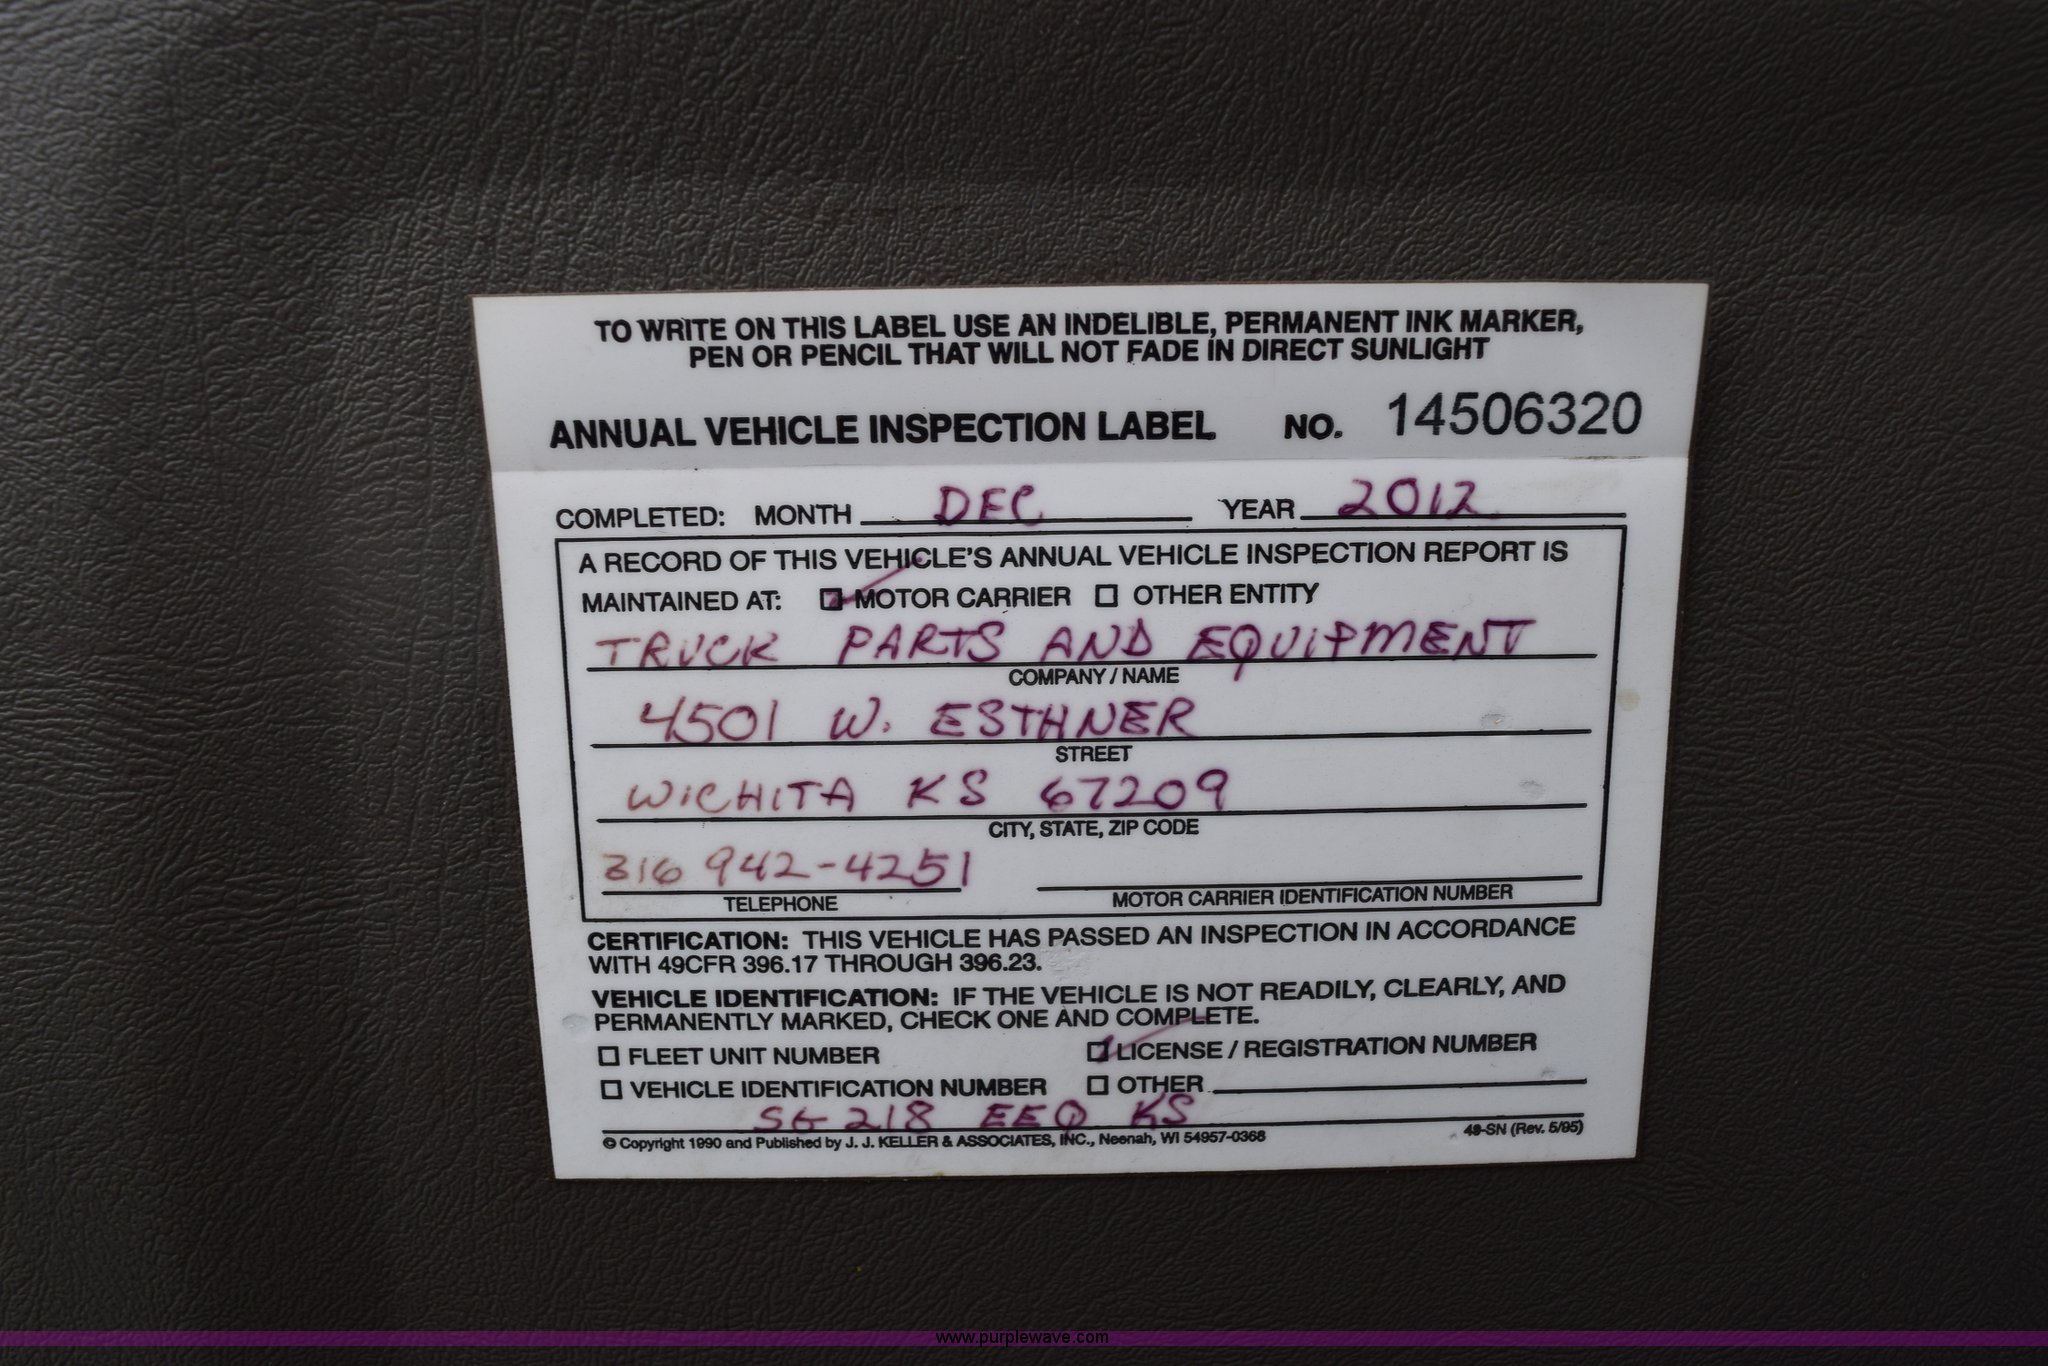 TO WRITE ON THIS LABEL USE AN INDELIBLE, PERMANENT INK MARKER,
PEN OR PENCIL THAT WILL NOT FADE IN DIRECT SUNLIGHT
ANNUAL VEHICLE INSPECTION LABEL NO. 14506320
COMPLETED: MONTH DEC YEAR 2012
A RECORD OF THIS VEHICLE'S ANNUAL VEHICLE INSPECTION REPORT IS
MAINTAINED AT: MOTOR CARRIER OTHER ENTITY
TRUCK PARTS AND EQUIPMENT
COMPANY / NAME
4501 W. ESTHNER
STREET
WICHITA KS 67209
CITY, STATE, ZIP CODE
316 942-4251
TELEPHONE MOTOR CARRIER IDENTIFICATION NUMBER
CERTIFICATION: THIS VEHICLE HAS PASSED AN INSPECTION IN ACCORDANCE
WITH 49CFR 396.17 THROUGH 396.23.
VEHICLE IDENTIFICATION: IF THE VEHICLE IS NOT READILY, CLEARLY, AND
PERMANENTLY MARKED, CHECK ONE AND COMPLETE.
FLEET UNIT NUMBER LICENSE / REGISTRATION NUMBER
VEHICLE IDENTIFICATION NUMBER OTHER
SG 218 EEQ KS
© Copyright 1990 and Published by J. J. KELLER & ASSOCIATES, INC., Neenah, WI 54957-0368 49-SN (Rev. 5/95)
www.purplewave.com